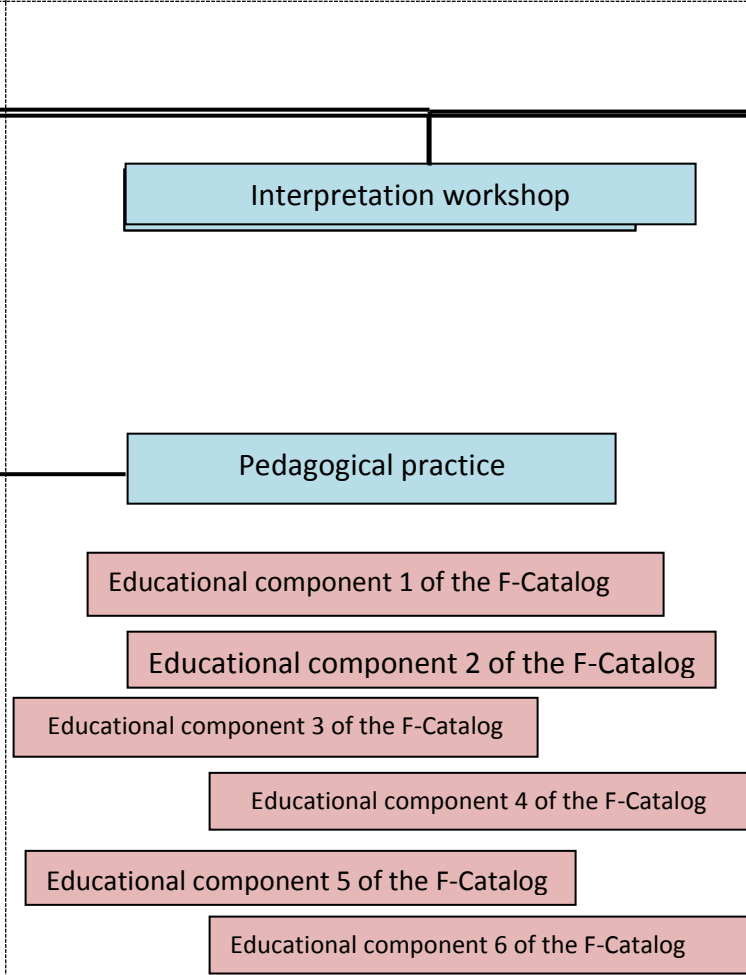 Interpretation workshop
Pedagogical practice
Educational component 1 of the F-Catalog
Educational component 2 of the F-Catalog
Educational component 3 of the F-Catalog
Educational component 4 of the F-Catalog
Educational component 5 of the F-Catalog
Educational component 6 of the F-Catalog